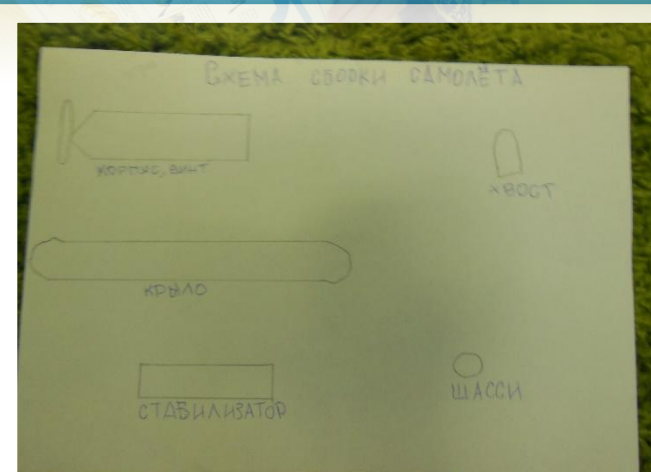 СХЕМА СБОРКИ САМОЛЁТА
КОРПУС, ВИНТ
ХВОСТ
КРЫЛО
СТАБИЛИЗАТОР
ШАССИ